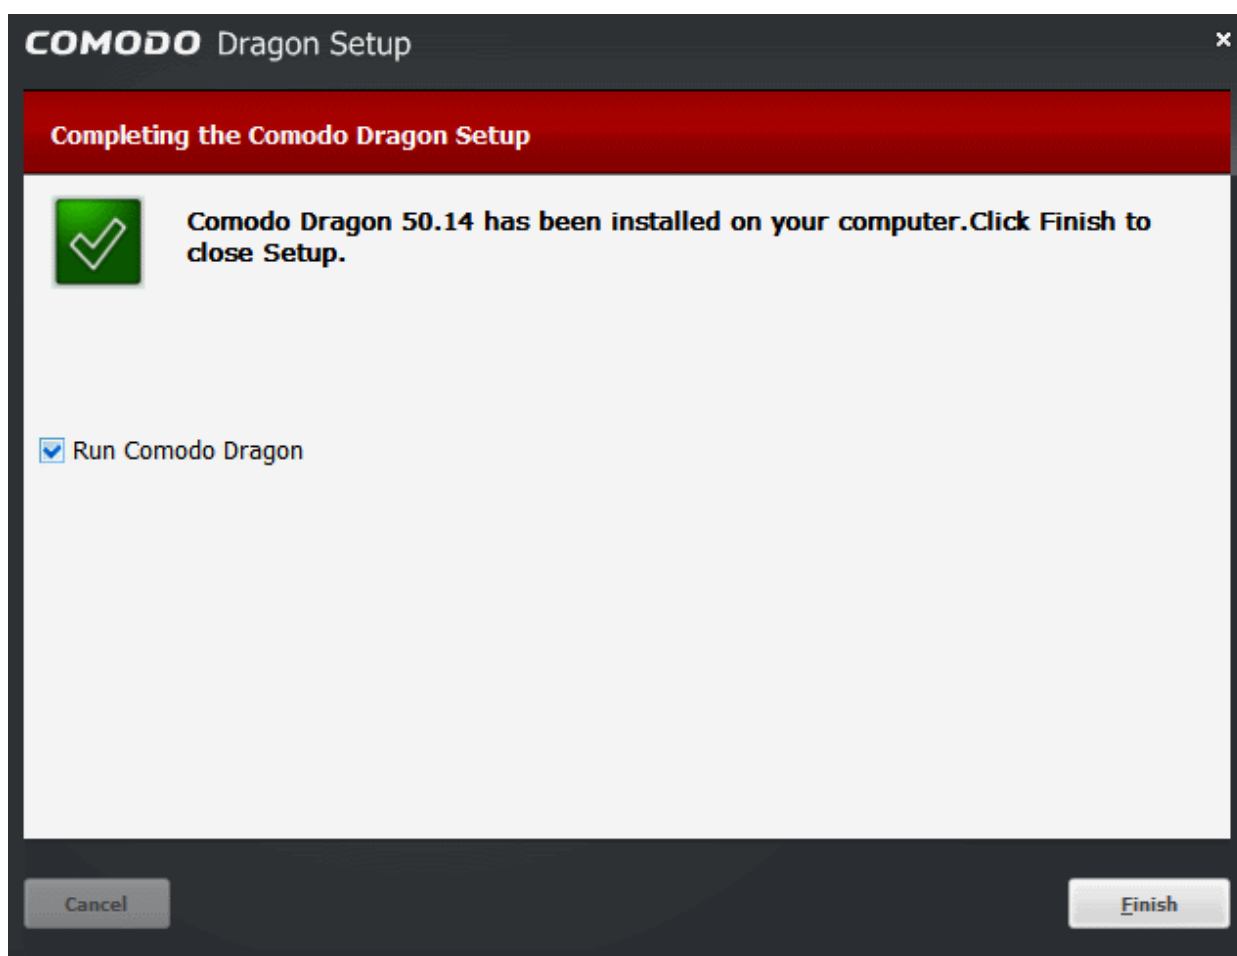 COMODO Dragon Setup
Completing the Comodo Dragon Setup
Comodo Dragon 50.14 has been installed on your computer.Click Finish to
close Setup.
Run Comodo Dragon
Cancel
Finish